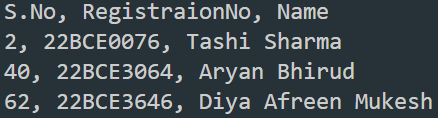 S.No, RegistraionNo, Name
2, 22BCE0076, Tashi Sharma
40, 22BCE3064, Aryan Bhirud
62, 22BCE3646, Diya Afreen Mukesh